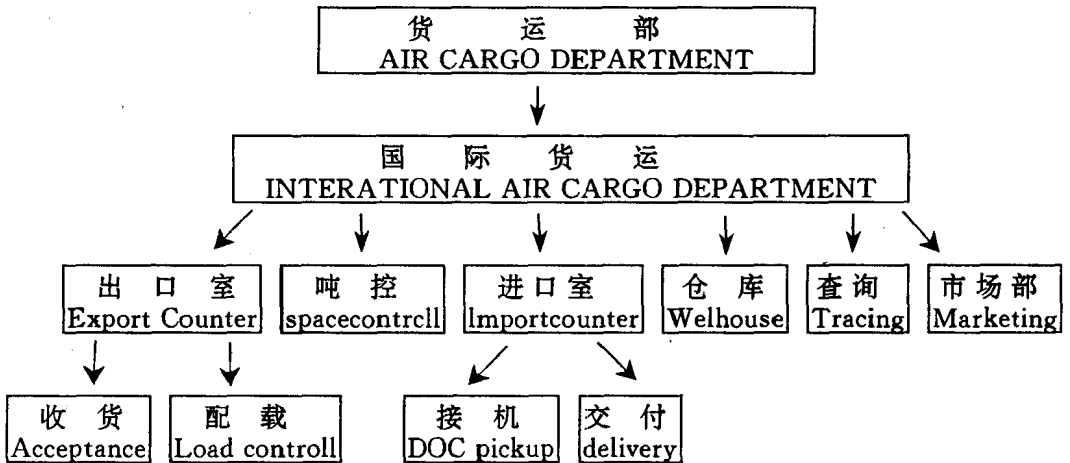 货运部
AIR CARGO DEPARTMENT
国际货运
INTERATIONAL AIR CARGO DEPARTMENT
出口室
Export Counter
吨控
spacecontrcll
进口室
lmportcounter
仓库
Welhouse
查询
Tracing
市场部
Marketing
收货
Acceptance
配载
Load controll
接机
DOC pickup
交付
delivery